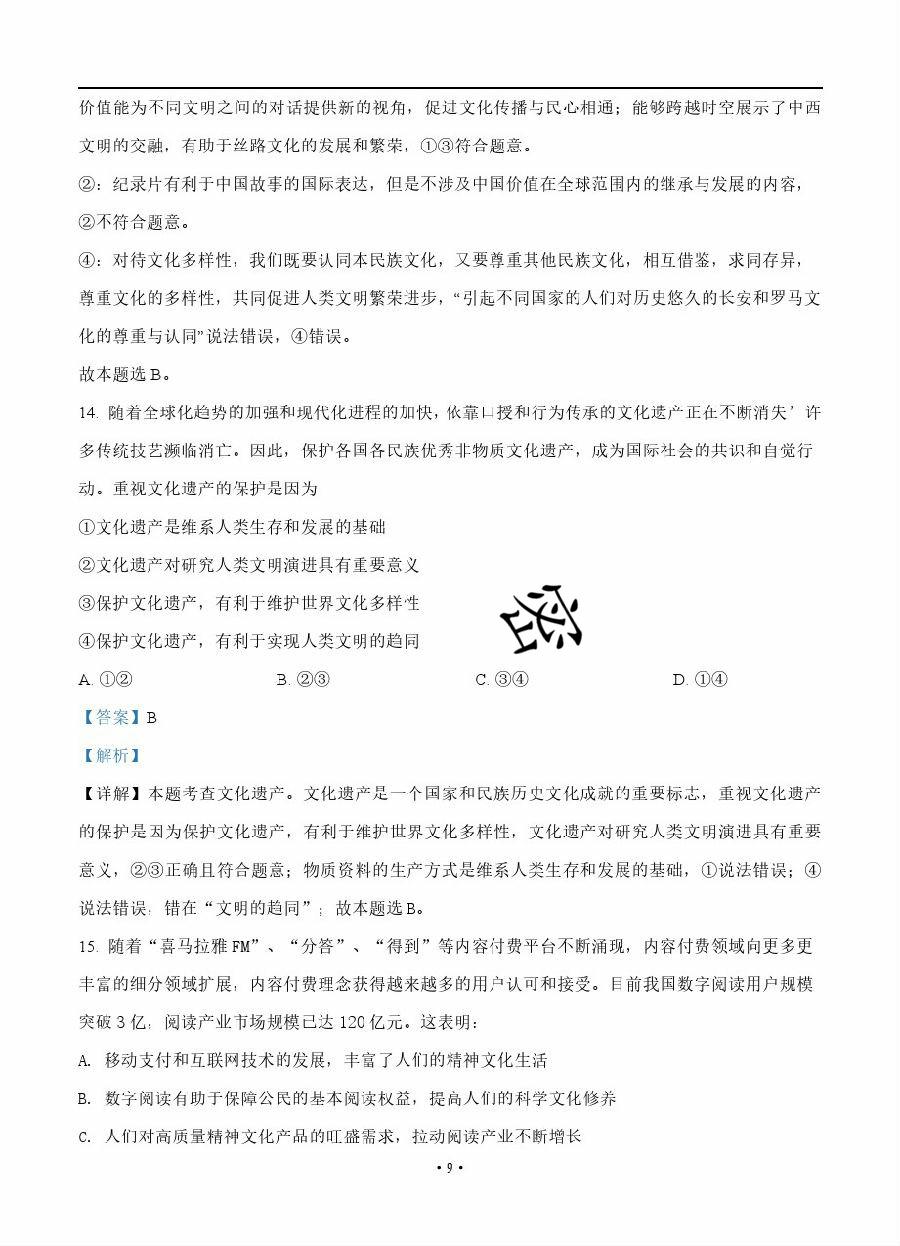 价值能为不同文明之间的对话提供新的视角，促过文化传播与民心相通；能够跨越时空展示了中西
文明的交融，有助于丝路文化的发展和繁荣，①③符合题意。
②：纪录片有利于中国故事的国际表达，但是不涉及中国价值在全球范围内的继承与发展的内容，
②不符合题意。
④：对待文化多样性，我们既要认同本民族文化，又要尊重其他民族文化，相互借鉴，求同存异，
尊重文化的多样性，共同促进人类文明繁荣进步，“引起不同国家的人们对历史悠久的长安和罗马文
化的尊重与认同”说法错误，④错误。
故本题选 B。
14. 随着全球化趋势的加强和现代化进程的加快，依靠口授和行为传承的文化遗产正在不断消失’许
多传统技艺濒临消亡。因此，保护各国各民族优秀非物质文化遗产，成为国际社会的共识和自觉行
动。重视文化遗产的保护是因为
①文化遗产是维系人类生存和发展的基础
②文化遗产对研究人类文明演进具有重要意义
③保护文化遗产，有利于维护世界文化多样性
④保护文化遗产，有利于实现人类文明的趋同
密
A. ①② B. ②③ C. ③④ D. ①④
【答案】B
【解析】
【详解】本题考查文化遗产。文化遗产是一个国家和民族历史文化成就的重要标志，重视文化遗产
的保护是因为保护文化遗产，有利于维护世界文化多样性，文化遗产对研究人类文明演进具有重要
意义，②③正确且符合题意；物质资料的生产方式是维系人类生存和发展的基础，①说法错误；④
说法错误，错在“文明的趋同”；故本题选 B。
15. 随着“喜马拉雅 FM”、“分答”、“得到”等内容付费平台不断涌现，内容付费领域向更多更
丰富的细分领域扩展，内容付费理念获得越来越多的用户认可和接受。目前我国数字阅读用户规模
突破 3 亿，阅读产业市场规模已达 120 亿元。这表明：
A. 移动支付和互联网技术的发展，丰富了人们的精神文化生活
B. 数字阅读有助于保障公民的基本阅读权益，提高人们的科学文化修养
C. 人们对高质量精神文化产品的旺盛需求，拉动阅读产业不断增长
• 9 •